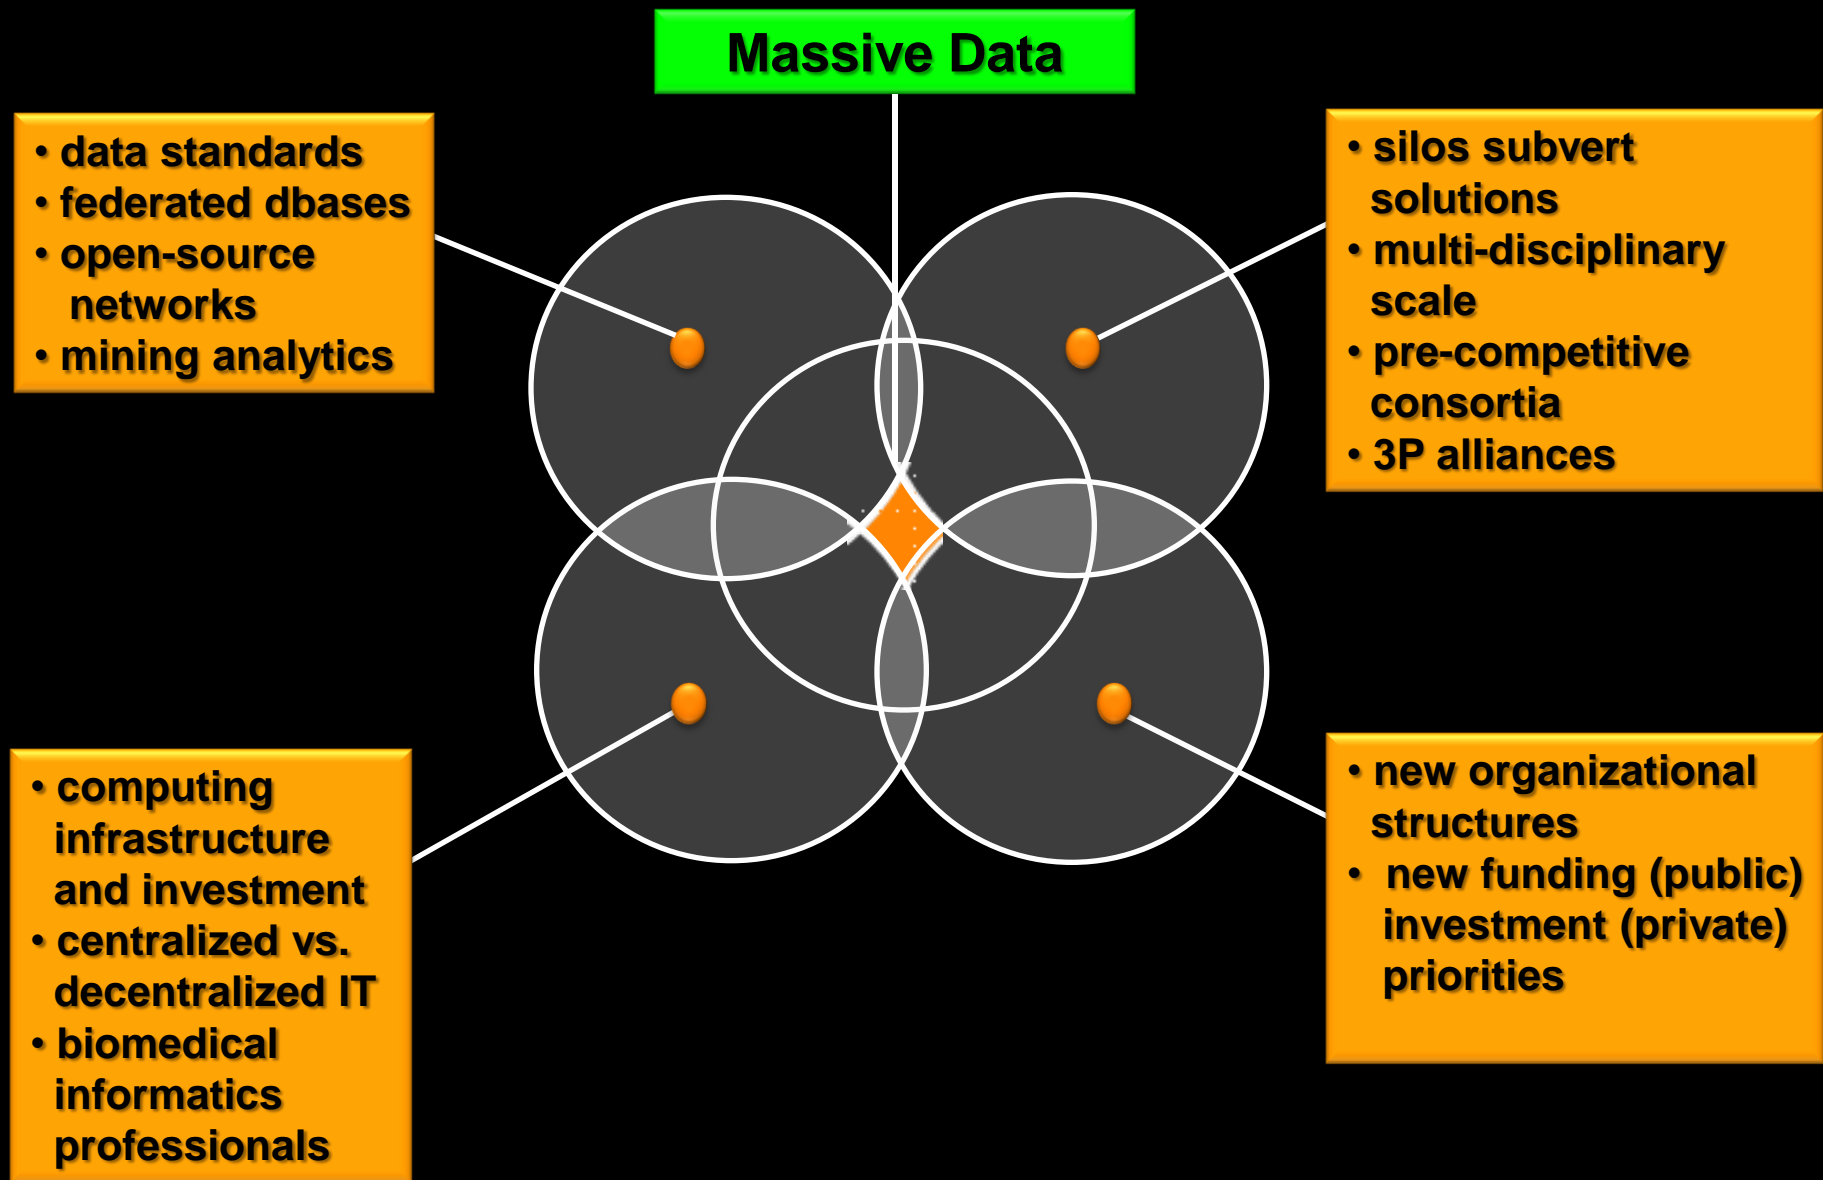 Massive Data
• data standards
• federated dbases
• open-source
networks
• mining analytics
• silos subvert
solutions
• multi-disciplinary
scale
• pre-competitive
consortia
• 3P alliances
• computing
infrastructure
and investment
• centralized vs.
decentralized IT
• biomedical
informatics
professionals
• new organizational
structures
• new funding (public)
investment (private)
priorities